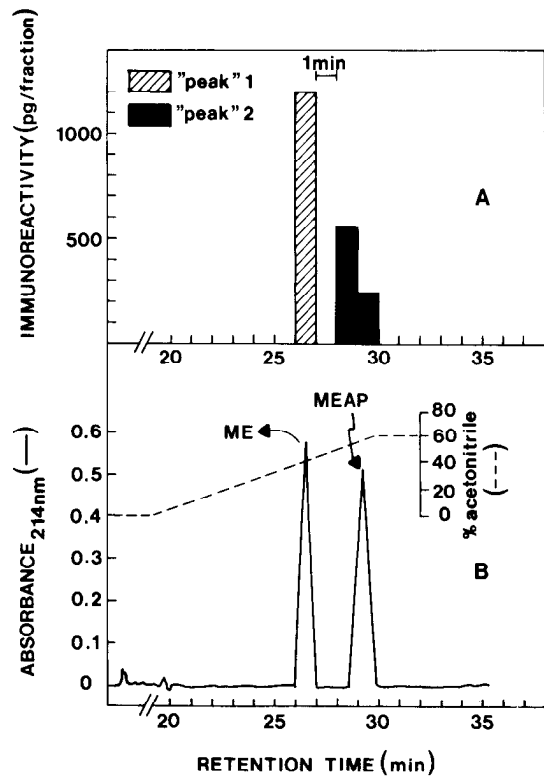 IMMUNOREACTIVITY (pg/fraction)
1000
500
"peak" 1
"peak" 2
1min
A
20
25
30
35
ABSORBANCE 214nm (—)
0.6
0.5
0.4
0.3
0.2
0.1
0
ME
MEAP
80
60
40
20
0
% acetonitrile
(---)
B
20
25
30
35
RETENTION TIME (min)